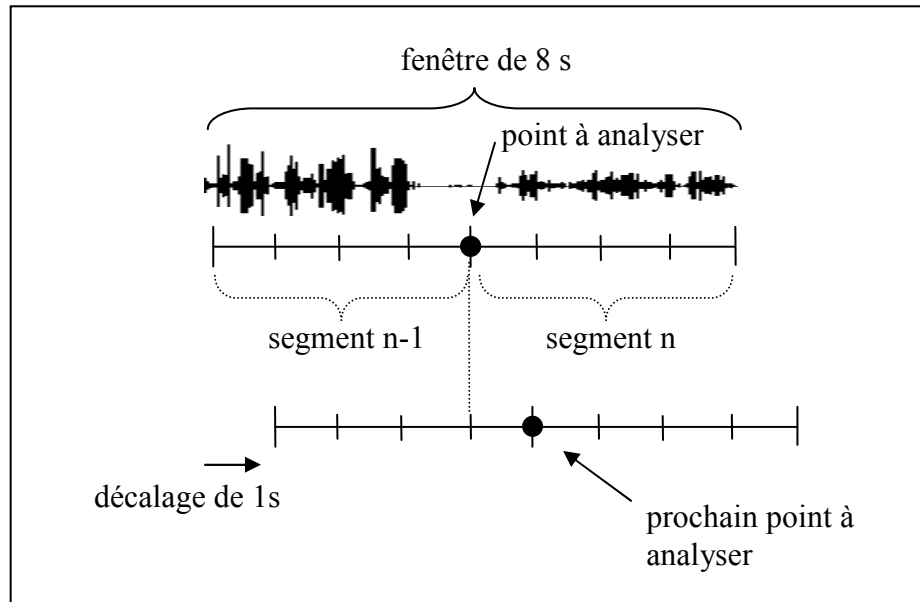 fenêtre de 8 s
point à analyser
segment n-1
segment n
décalage de 1s
prochain point à
analyser